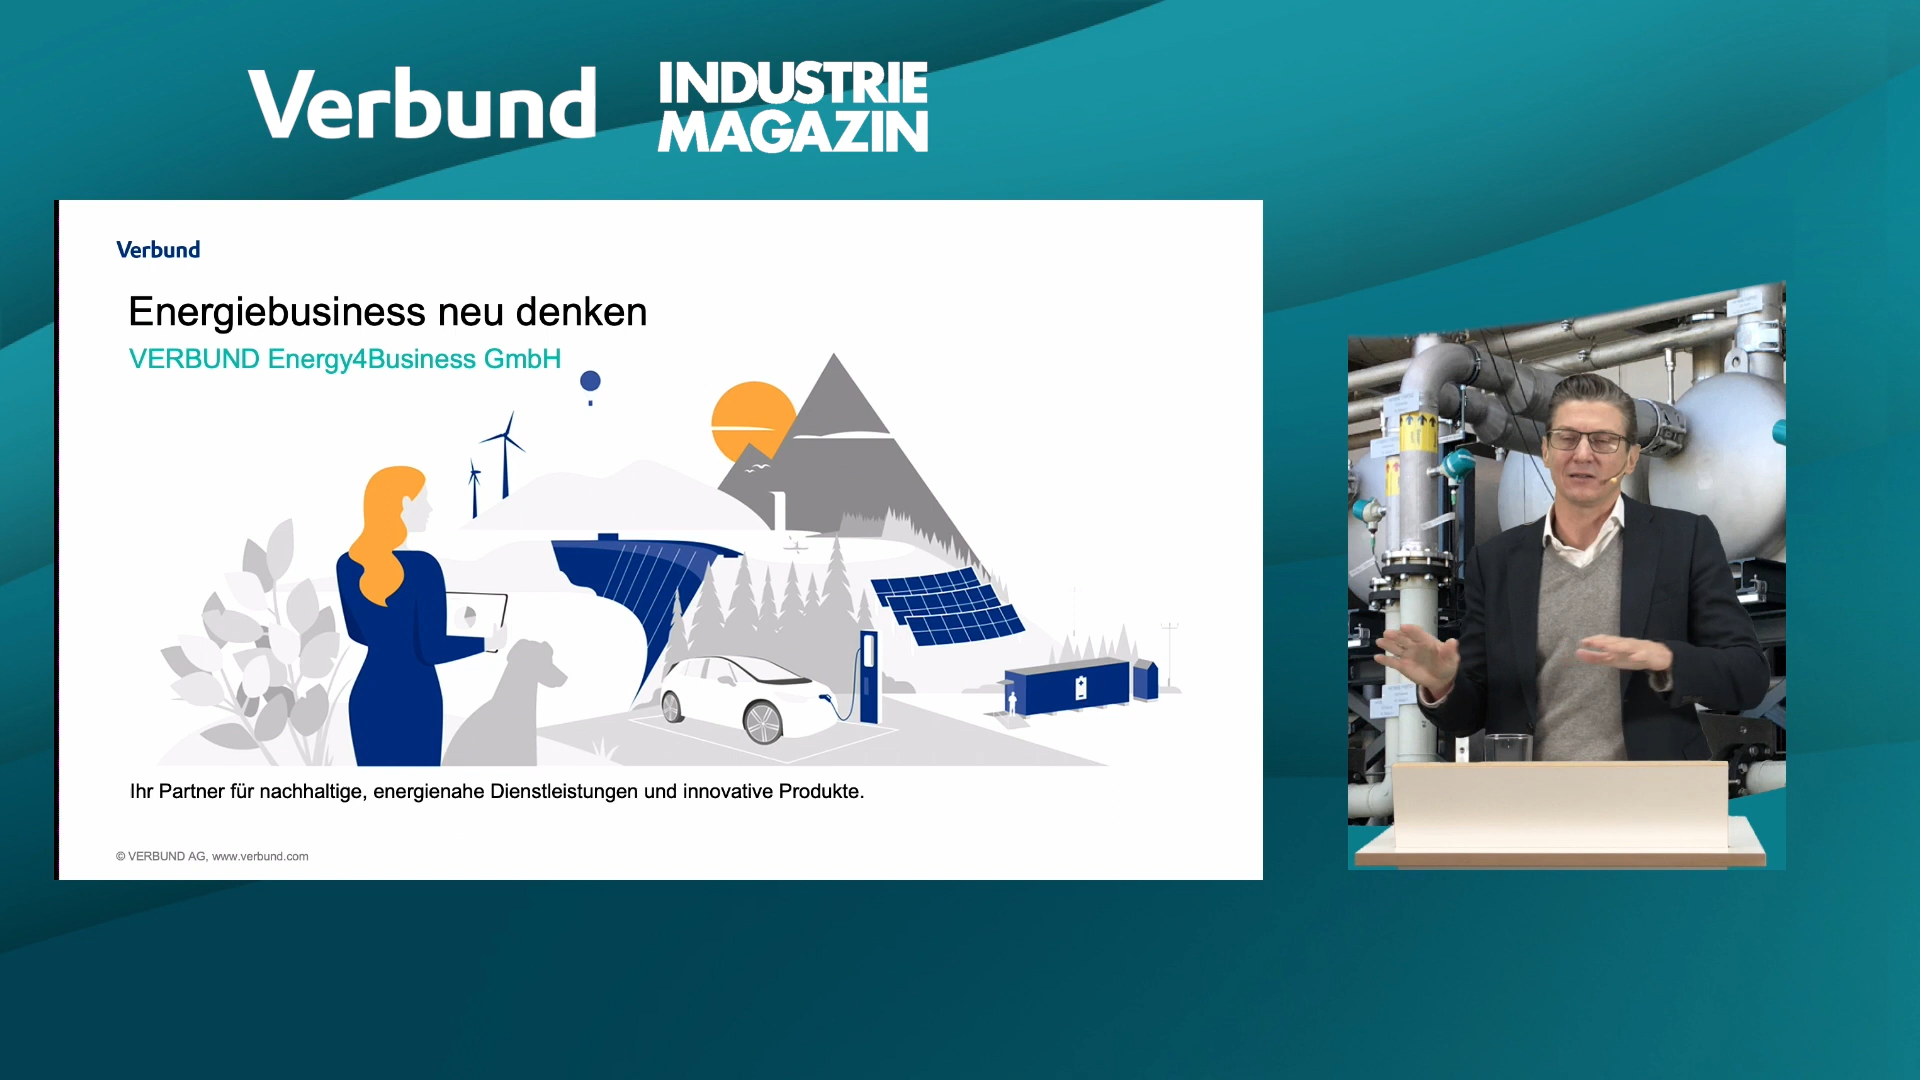 Verbund
INDUSTRIE
MAGAZIN
Verbund
Energiebusiness neu denken
VERBUND Energy4Business GmbH
Ihr Partner für nachhaltige, energienahe Dienstleistungen und innovative Produkte.
© VERBUND AG, www.verbund.com